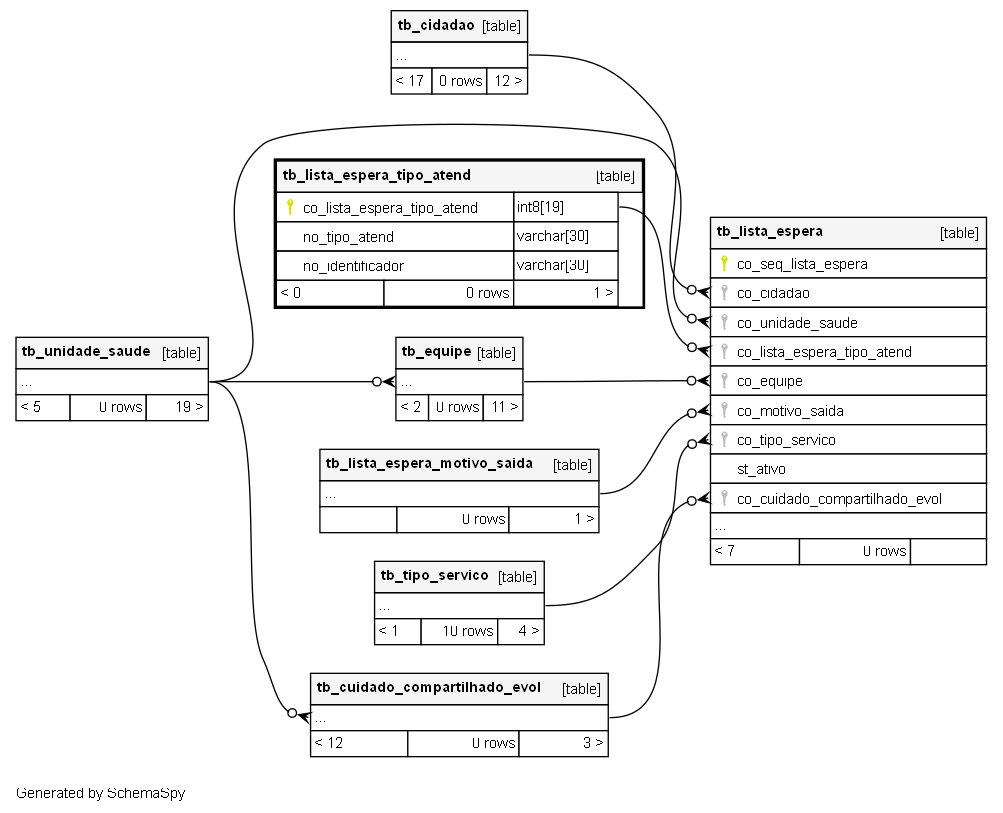 tb_cidadao [table]
...
< 17 0 rows 12 >
tb_lista_espera_tipo_atend [table]
co_lista_espera_tipo_atend int8[19]
no_tipo_atend varchar[30]
no_identificador varchar[30]
< 0 0 rows 1 >
tb_lista_espera [table]
co_seq_lista_espera
co_cidadao
co_unidade_saude
co_lista_espera_tipo_atend
co_equipe
co_motivo_saida
co_tipo_servico
st_ativo
co_cuidado_compartilhado_evol
...
< 7 0 rows
tb_unidade_saude [table]
...
< 5 0 rows 19 >
tb_equipe [table]
...
< 2 0 rows 11 >
tb_lista_espera_motivo_saida [table]
...
0 rows 1 >
tb_tipo_servico [table]
...
< 1 10 rows 4 >
tb_cuidado_compartilhado_evol [table]
...
< 12 0 rows 3 >
Generated by SchemaSpy